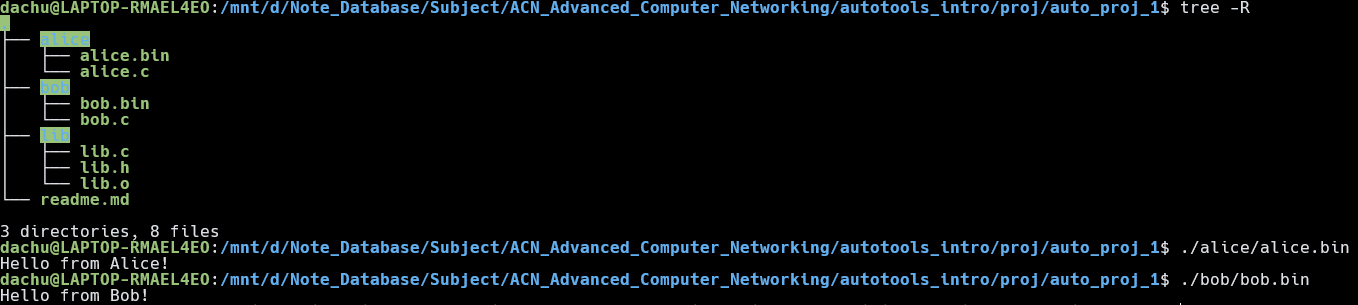 dachu@LAPTOP-RMAEL4EO:/mnt/d/Note_Database/Subject/ACN_Advanced_Computer_Networking/autotools_intro/proj/auto_proj_1$ tree -R
.
├── alice
│   ├── alice.bin
│   └── alice.c
├── bob
│   ├── bob.bin
│   └── bob.c
├── lib
│   ├── lib.c
│   ├── lib.h
│   └── lib.o
└── readme.md
3 directories, 8 files
dachu@LAPTOP-RMAEL4EO:/mnt/d/Note_Database/Subject/ACN_Advanced_Computer_Networking/autotools_intro/proj/auto_proj_1$ ./alice/alice.bin
Hello from Alice!
dachu@LAPTOP-RMAEL4EO:/mnt/d/Note_Database/Subject/ACN_Advanced_Computer_Networking/autotools_intro/proj/auto_proj_1$ ./bob/bob.bin
Hello from Bob!